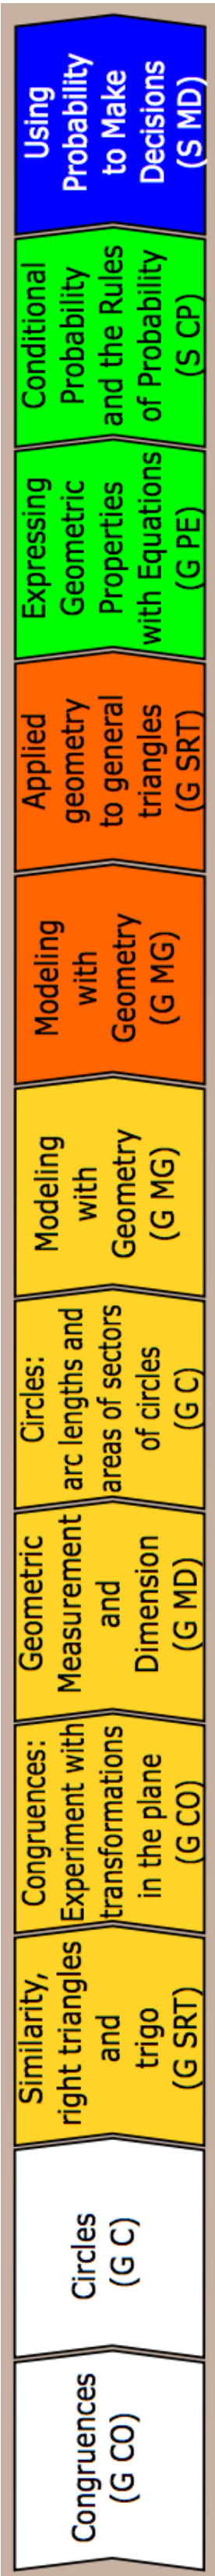 Congruences
(G CO)
Circles
(G C)
Similarity,
right triangles
and
trigo
(G SRT)
Congruences:
Experiment with
transformations
in the plane
(G CO)
Geometric
Measurement
and
Dimension
(G MD)
Circles:
arc lengths and
areas of sectors
of circles
(G C)
Modeling
with
Geometry
(G MG)
Modeling
with
Geometry
(G MG)
Applied
geometry
to general
triangles
(G SRT)
Expressing
Geometric
Properties
with Equations
(G PE)
Conditional
Probability
and the Rules
of Probability
(S CP)
Using
Probability
to Make
Decisions
(S MD)